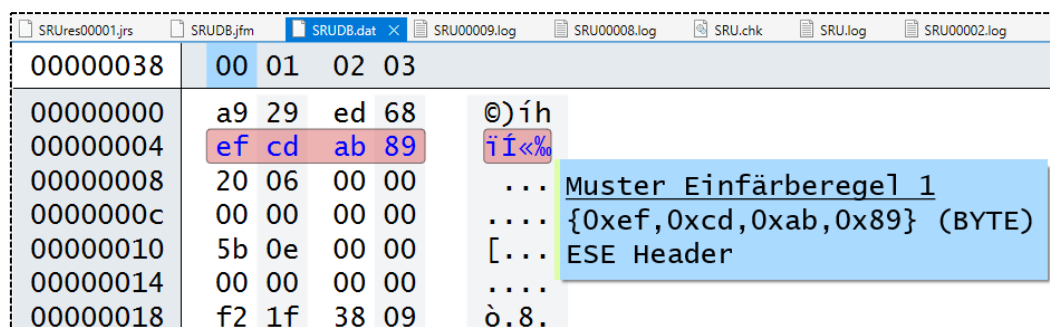 SRUres00001.jrs SRUDB.jfm SRUDB.dat × SRU00009.log SRU00008.log SRU.chk SRU.log SRU00002.log
00000038 00 01 02 03
00000000 a9 29 ed 68 ©)íh
00000004 ef cd ab 89 ïÍ«‰
00000008 20 06 00 00 ...
0000000c 00 00 00 00 ....
00000010 5b 0e 00 00 [...
00000014 00 00 00 00 ....
00000018 f2 1f 38 09 ò.8.
Muster Einfärberegel 1
{0xef,0xcd,0xab,0x89} (BYTE)
ESE Header